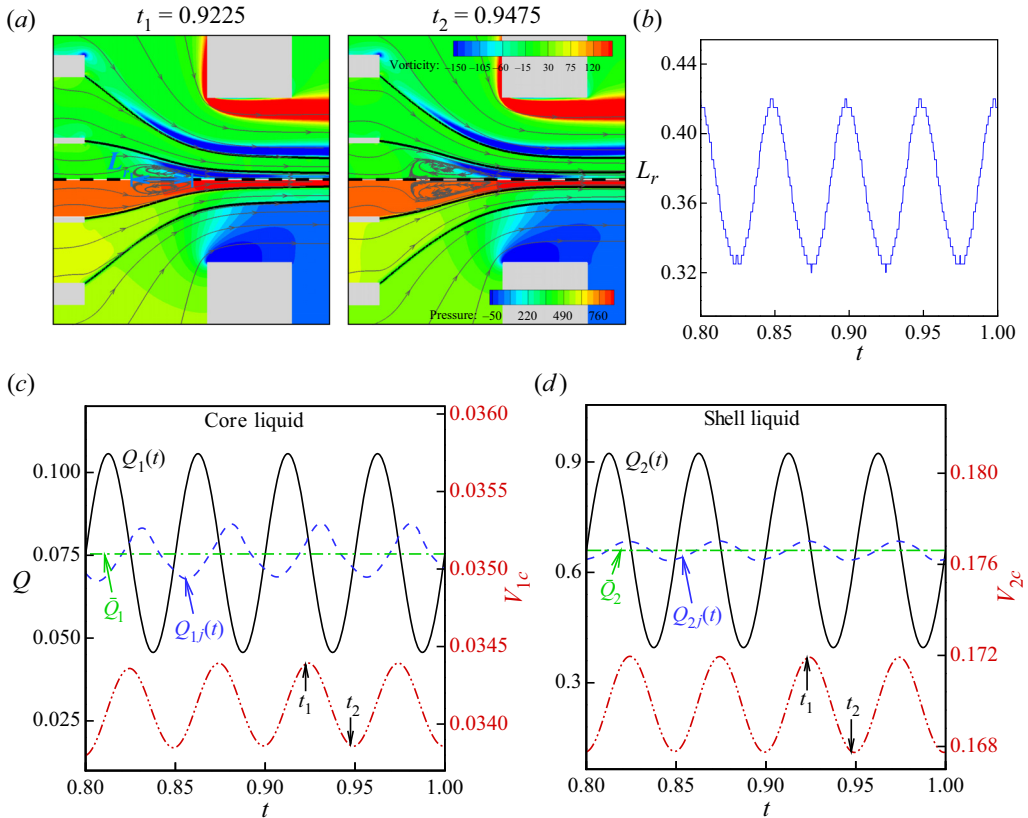 (a)
t₁ = 0.9225
t₂ = 0.9475
Vorticity: –150 –105 –60 –15 30 75 120
Lᵣ
Pressure: –50 220 490 760
(b)
0.44
0.40
Lᵣ
0.36
0.32
0.80 0.85 0.90 0.95 1.00
t
(c)
Core liquid
Q₁(t)
0.100
0.075
Q
Q̄₁
Q₁ⱼ(t)
0.050
0.025
t₁
t₂
0.0360
0.0355
0.0350
V₁c
0.0345
0.0340
0.80 0.85 0.90 0.95 1.00
t
(d)
Shell liquid
Q₂(t)
0.9
0.6
Q̄₂
Q₂ⱼ(t)
0.3
t₁
t₂
0.180
0.176
V₂c
0.172
0.168
0.80 0.85 0.90 0.95 1.00
t